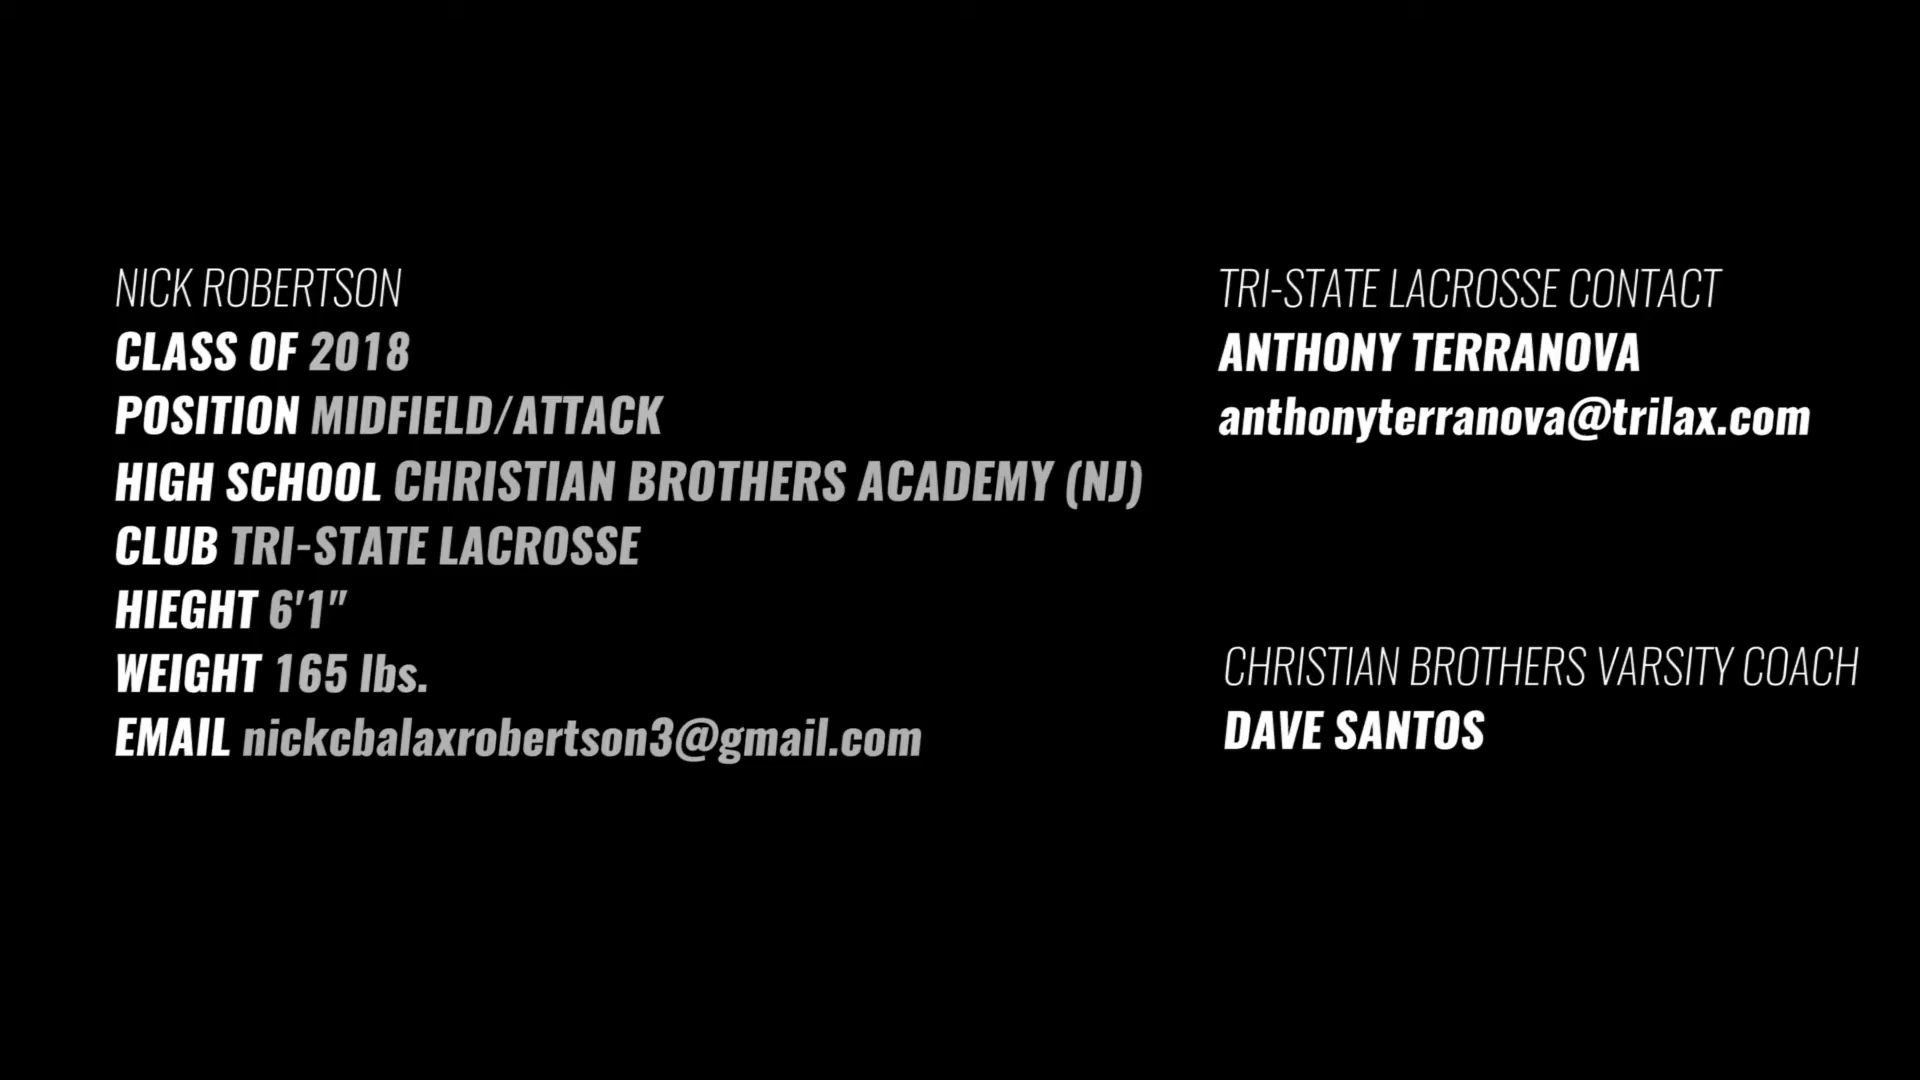 NICK ROBERTSON
CLASS OF 2018
POSITION MIDFIELD/ATTACK
HIGH SCHOOL CHRISTIAN BROTHERS ACADEMY (NJ)
CLUB TRI-STATE LACROSSE
HIEGHT 6'1"
WEIGHT 165 lbs.
EMAIL nickcbalaxrobertson3@gmail.com
TRI-STATE LACROSSE CONTACT
ANTHONY TERRANOVA
anthonyterranova@trilax.com
CHRISTIAN BROTHERS VARSITY COACH
DAVE SANTOS